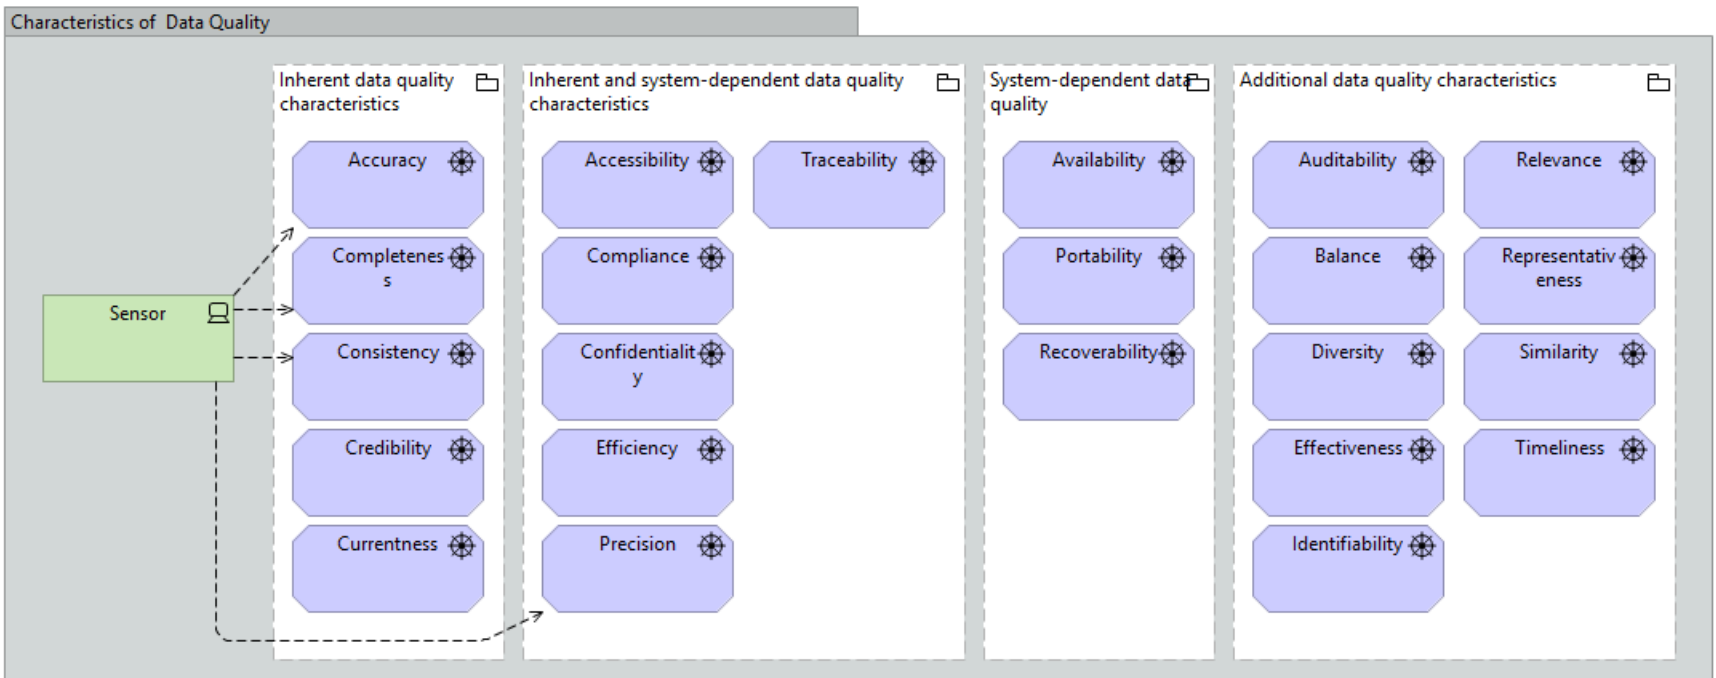 Characteristics of  Data Quality
Inherent data quality
characteristics
Inherent and system-dependent data quality
characteristics
System-dependent data
quality
Additional data quality characteristics
Accuracy
Accessibility
Traceability
Availability
Auditability
Relevance
Completenes
s
Compliance
Portability
Balance
Representativ
eness
Sensor
Consistency
Confidentialit
y
Recoverability
Diversity
Similarity
Credibility
Efficiency
Effectiveness
Timeliness
Currentness
Precision
Identifiability